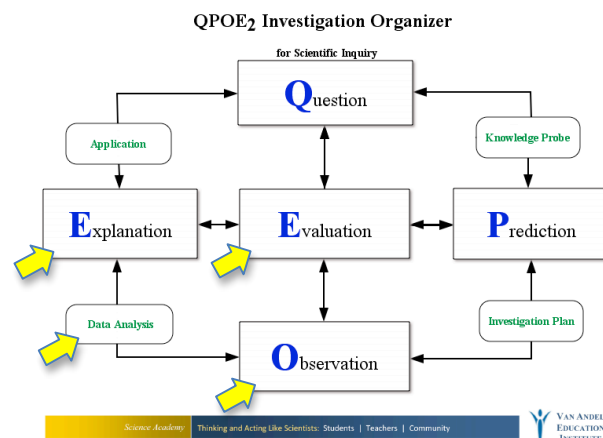 QPOE2 Investigation Organizer
for Scientific Inquiry
Question
Application
Knowledge Probe
Explanation
Evaluation
Prediction
Data Analysis
Investigation Plan
Observation
Science Academy Thinking and Acting Like Scientists: Students | Teachers | Community
VAN ANDEL
EDUCATION
INSTITUTE